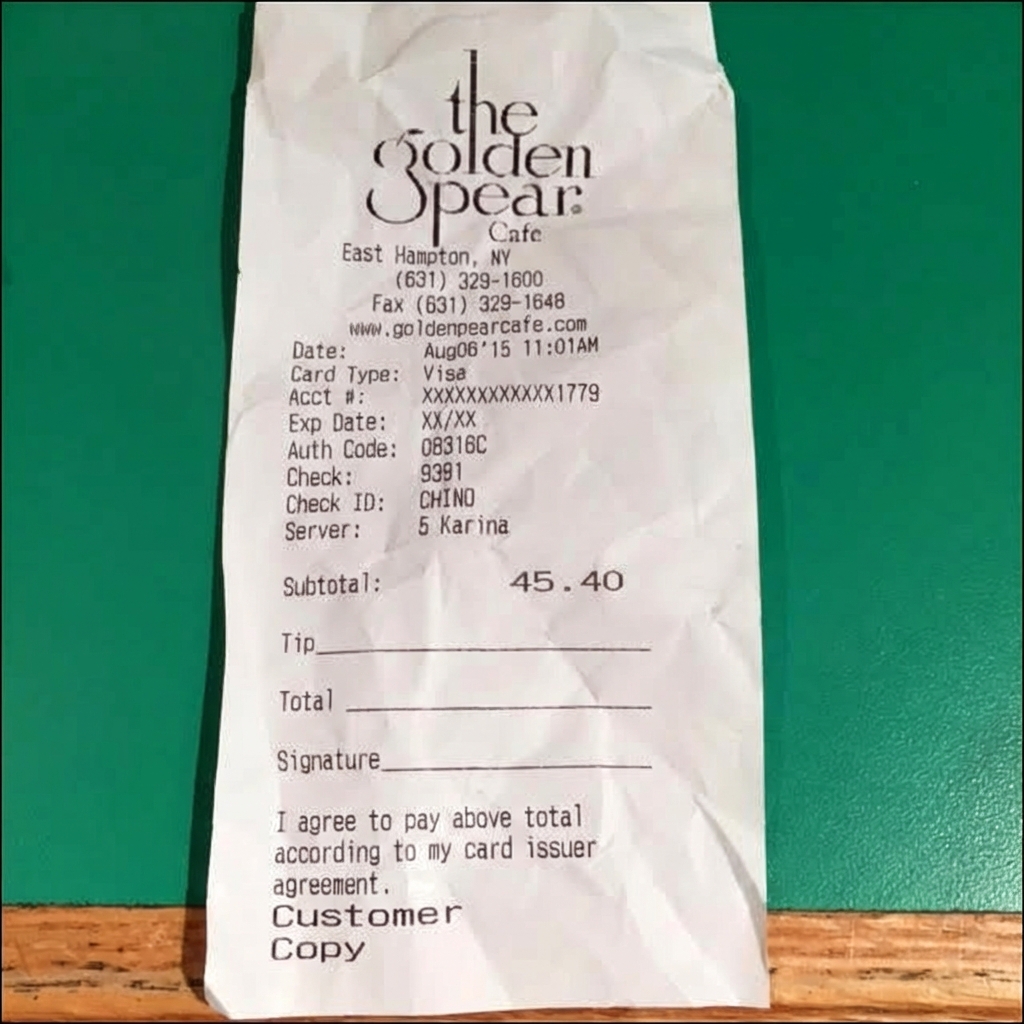 the
golden
Spear.
Cafe
East Hampton, NY
(631) 329-1600
Fax (631) 329-1648
www.goldenpearcafe.com
Date: Aug06'15 11:01AM
Card Type: Visa
Acct #: XXXXXXXXXXXX1779
Exp Date: XX/XX
Auth Code: 08316C
Check: 9391
Check ID: CHINO
Server: 5 Karina
Subtotal: 45.40
Tip
Total
Signature
I agree to pay above total
according to my card issuer
agreement.
Customer
Copy